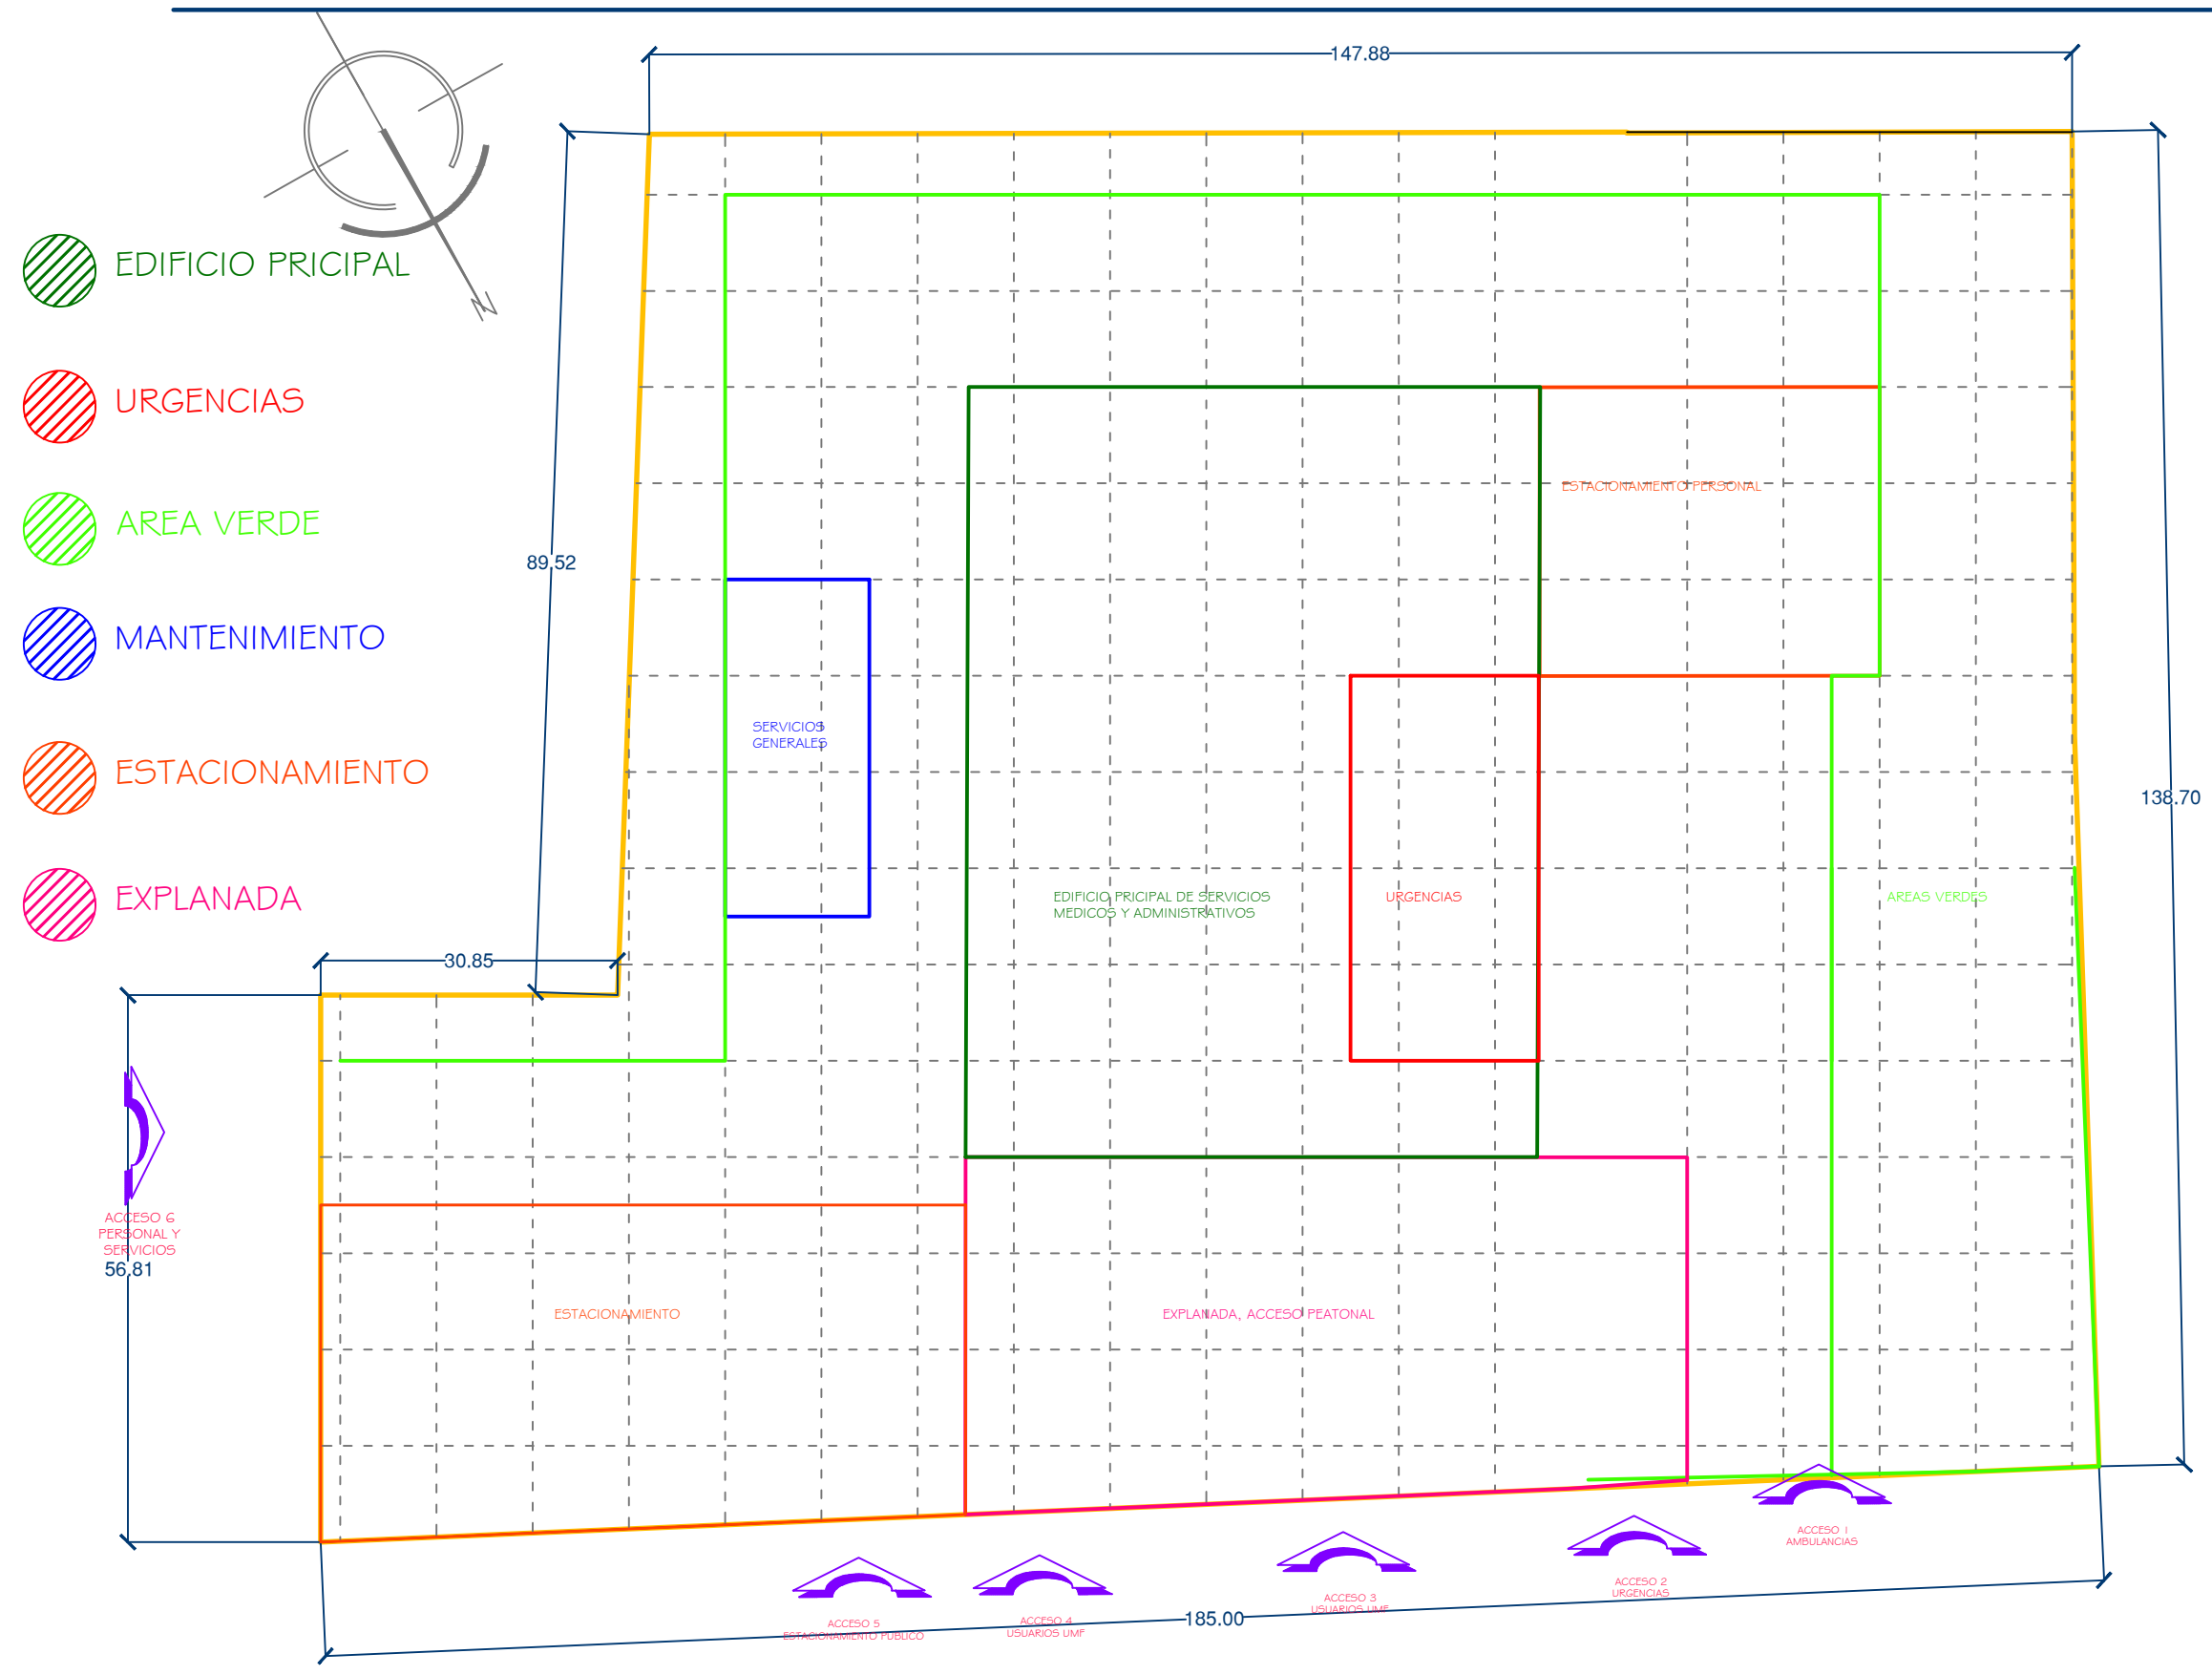 147.88
N
EDIFICIO PRICIPAL
URGENCIAS
AREA VERDE
MANTENIMIENTO
ESTACIONAMIENTO
EXPLANADA
ESTACIONAMIENTO PERSONAL
89.52
SERVICIOS
GENERALES
138.70
EDIFICIO PRICIPAL DE SERVICIOS
MEDICOS Y ADMINISTRATIVOS
URGENCIAS
AREAS VERDES
30.85
ACCESO 6
PERSONAL Y
SERVICIOS
56.81
ESTACIONAMIENTO
EXPLANADA, ACCESO PEATONAL
ACCESO 1
AMBULANCIAS
ACCESO 2
URGENCIAS
ACCESO 3
USUARIOS UMF
ACCESO 4
USUARIOS UMF
ACCESO 5
ESTACIONAMIENTO PUBLICO
185.00